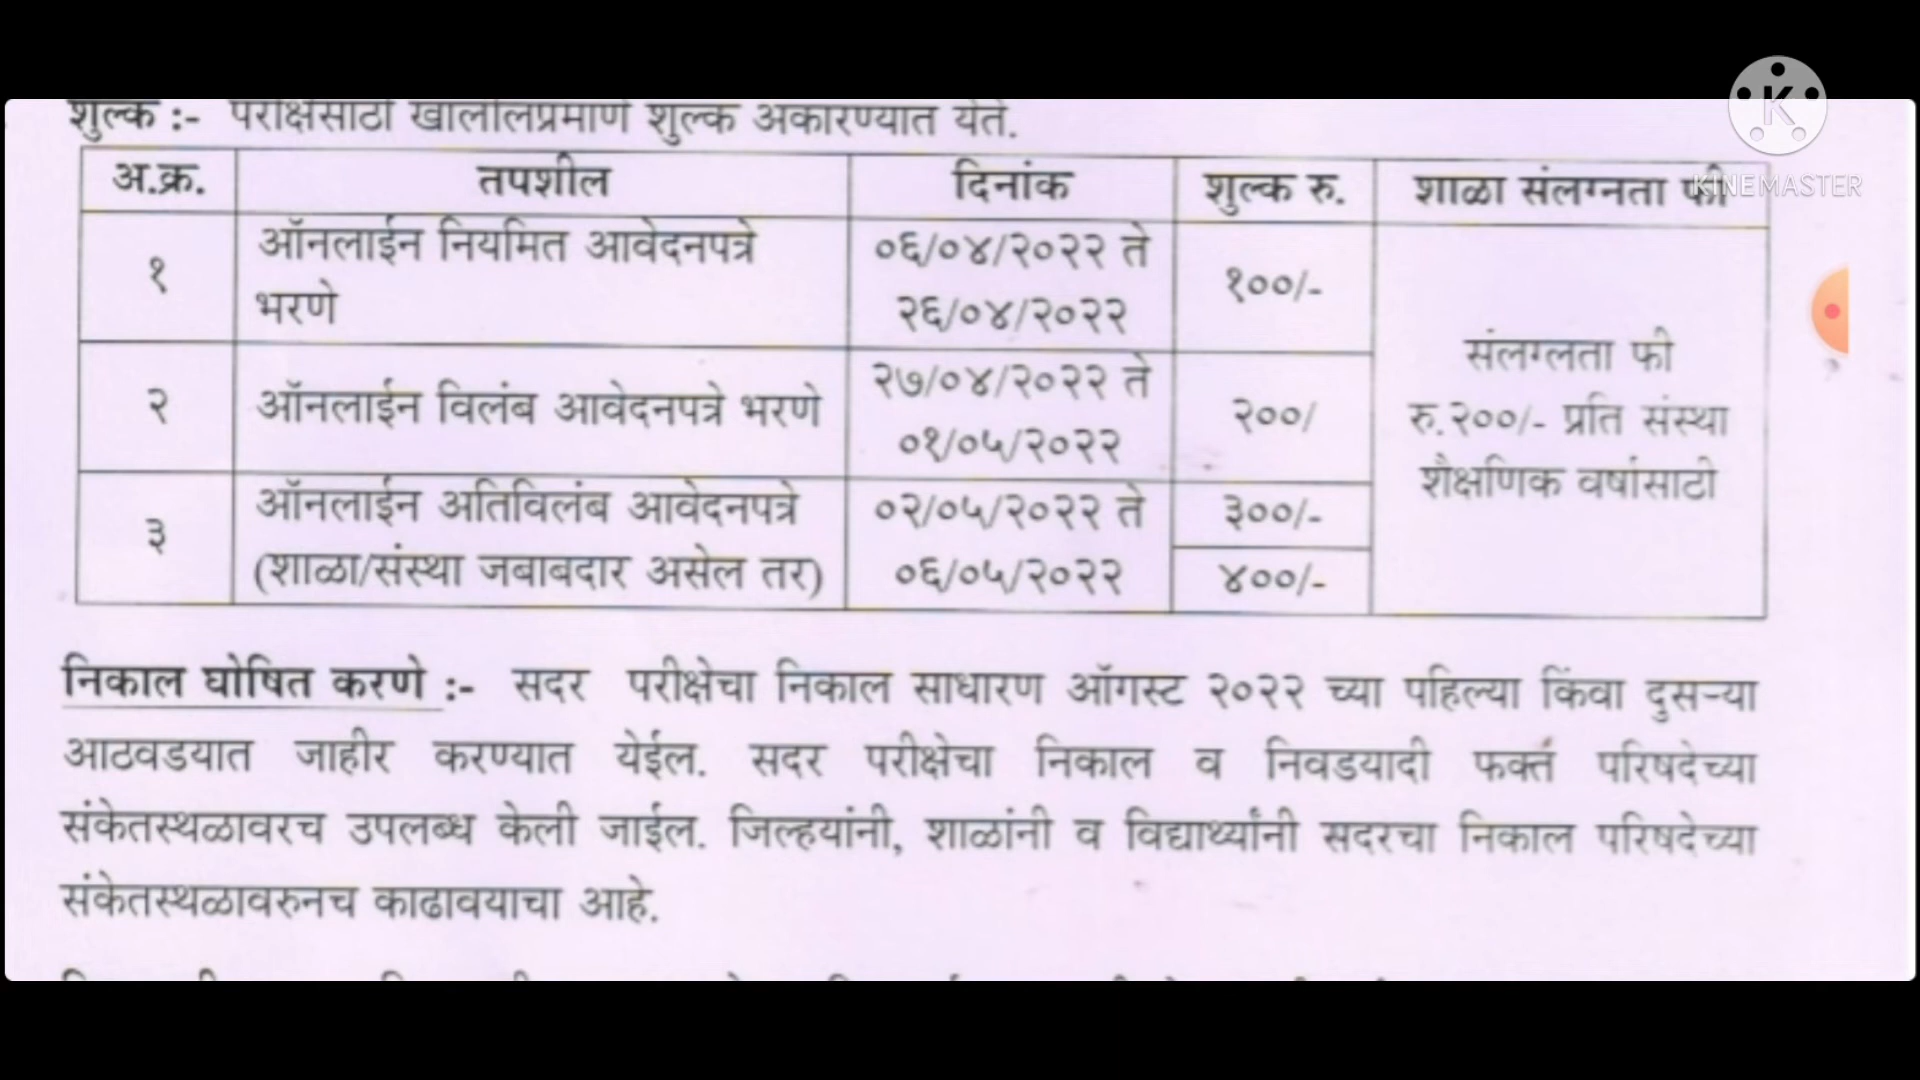 शुल्क :- परीक्षेसाठी खालीलप्रमाणे शुल्क अकारण्यात येते.
अ.क्र. तपशील दिनांक शुल्क रु. शाळा संलग्नता फी
१ ऑनलाईन नियमित आवेदनपत्रे भरणे ०६/०४/२०२२ ते २६/०४/२०२२ १००/-
२ ऑनलाईन विलंब आवेदनपत्रे भरणे २७/०४/२०२२ ते ०१/०५/२०२२ २००/
३ ऑनलाईन अतिविलंब आवेदनपत्रे (शाळा/संस्था जबाबदार असेल तर) ०२/०५/२०२२ ते ०६/०५/२०२२ ३००/- ४००/-
संलग्लता फी
रु.२००/- प्रति संस्था
शैक्षणिक वर्षासाठी
निकाल घोषित करणे :- सदर परीक्षेचा निकाल साधारण ऑगस्ट २०२२ च्या पहिल्या किंवा दुसऱ्या
आठवडयात जाहीर करण्यात येईल. सदर परीक्षेचा निकाल व निवडयादी फक्त परिषदेच्या
संकेतस्थळावरच उपलब्ध केली जाईल. जिल्हयांनी, शाळांनी व विद्यार्थ्यांनी सदरचा निकाल परिषदेच्या
संकेतस्थळावरुनच काढावयाचा आहे.
K
KINEMASTER